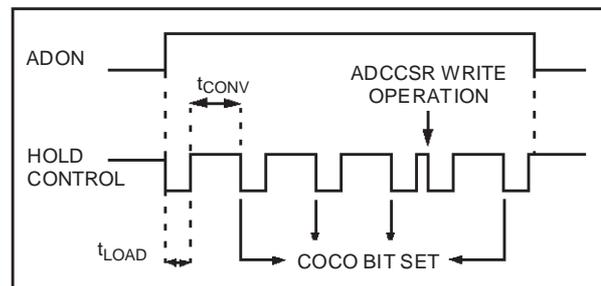 ADON
ADCCSR WRITE
OPERATION
tCONV
HOLD
CONTROL
tLOAD
COCO BIT SET